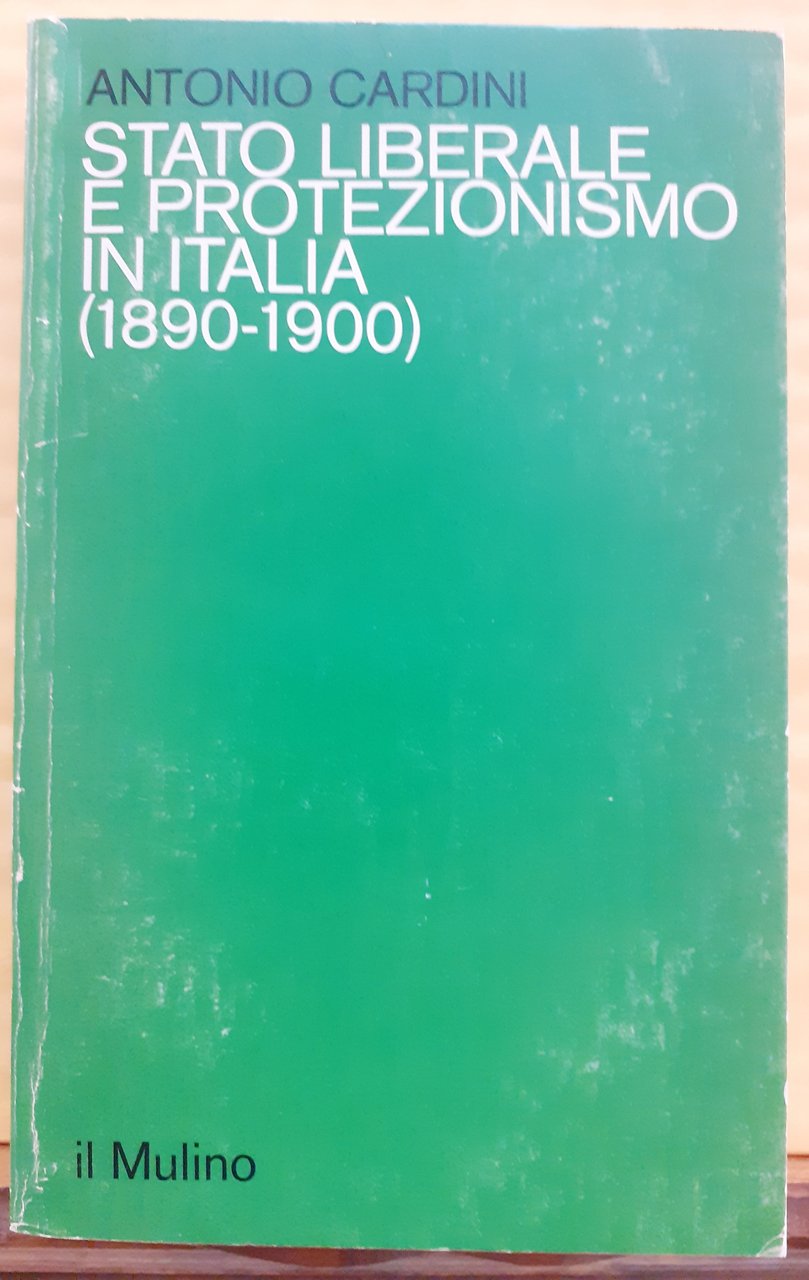 ANTONIO CARDINI
STATO LIBERALE
E PROTEZIONISMO
IN ITALIA
(1890-1900)
il Mulino